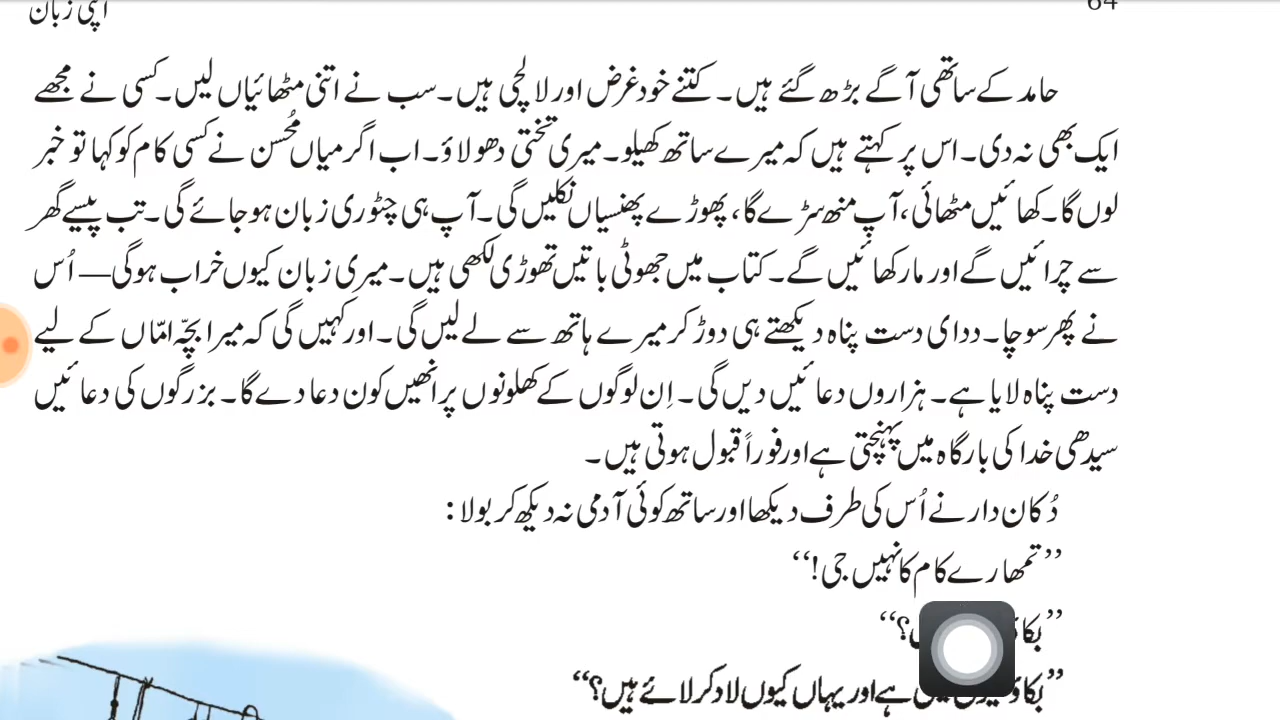 64
اپنی زبان
حامد کے ساتھی آگے بڑھ گئے ہیں۔ کتنے خود غرض اور لالچی ہیں۔ سب نے اتنی مٹھائیاں لیں۔ کسی نے مجھے
ایک بھی نہ دی۔ اس پر کہتے ہیں کہ میرے ساتھ کھیلو۔ میری تختی دھو لاؤ۔ اب اگر میاں مُحسن نے کسی کام کو کہا تو خبر
لوں گا۔ کھائیں مٹھائی، آپ منھ سڑے گا، پھوڑے پھنسیاں نکلیں گی۔ آپ ہی چٹوری زبان ہو جائے گی۔ تب پیسے گھر
سے چرائیں گے اور مار کھائیں گے۔ کتاب میں جھوٹی باتیں تھوڑی لکھی ہیں۔ میری زبان کیوں خراب ہوگی— اُس
نے پھر سوچا۔ ددای دست پناہ دیکھتے ہی دوڑ کر میرے ہاتھ سے لے لیں گی۔ اور کہیں گی کہ میرا بچّہ امّاں کے لیے
دست پناہ لایا ہے۔ ہزاروں دعائیں دیں گی۔ اِن لوگوں کے کھلونوں پر انھیں کون دعا دے گا۔ بزرگوں کی دعائیں
سیدھی خدا کی بارگاہ میں پہنچتی ہے اور فوراً قبول ہوتی ہیں۔
دُکان دار نے اُس کی طرف دیکھا اور ساتھ کوئی آدمی نہ دیکھ کر بولا:
”تمھارے کام کا نہیں جی!“
؟“
ہے اور یہاں کیوں لاد کر لائے ہیں؟“